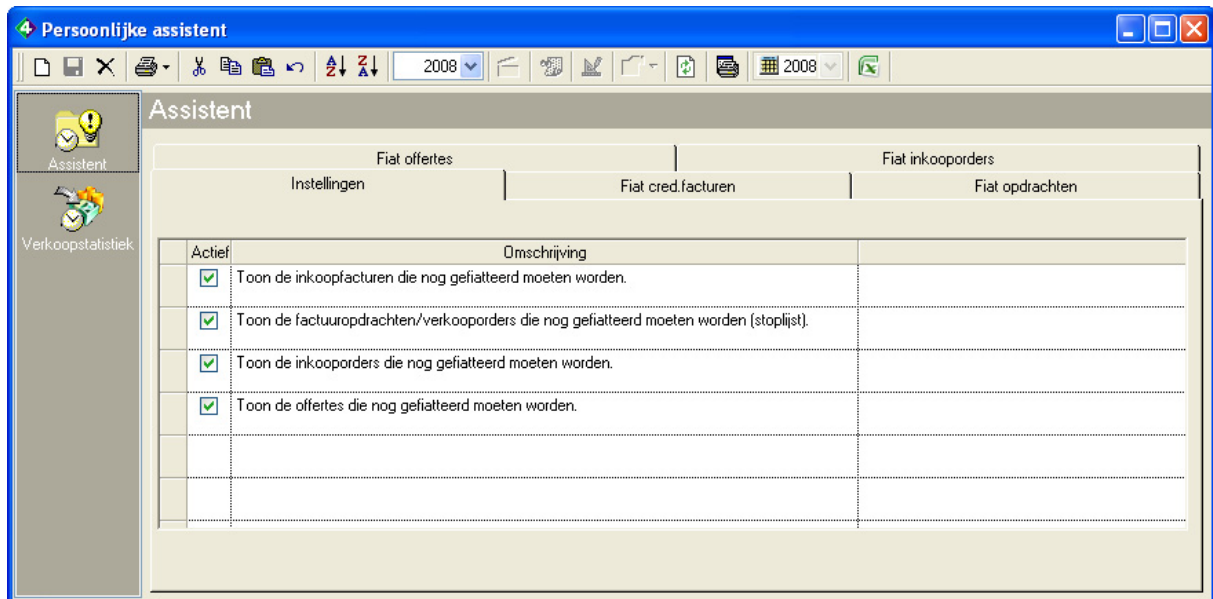 4 Persoonlijke assistent
2008 2008
Assistent
Assistent
Verkoopstatistiek
Fiat offertes Fiat inkooporders
Instellingen Fiat cred.facturen Fiat opdrachten
Actief Omschrijving
Toon de inkoopfacturen die nog gefiatteerd moeten worden.
Toon de factuuropdrachten/verkooporders die nog gefiatteerd moeten worden (stoplijst).
Toon de inkooporders die nog gefiatteerd moeten worden.
Toon de offertes die nog gefiatteerd moeten worden.